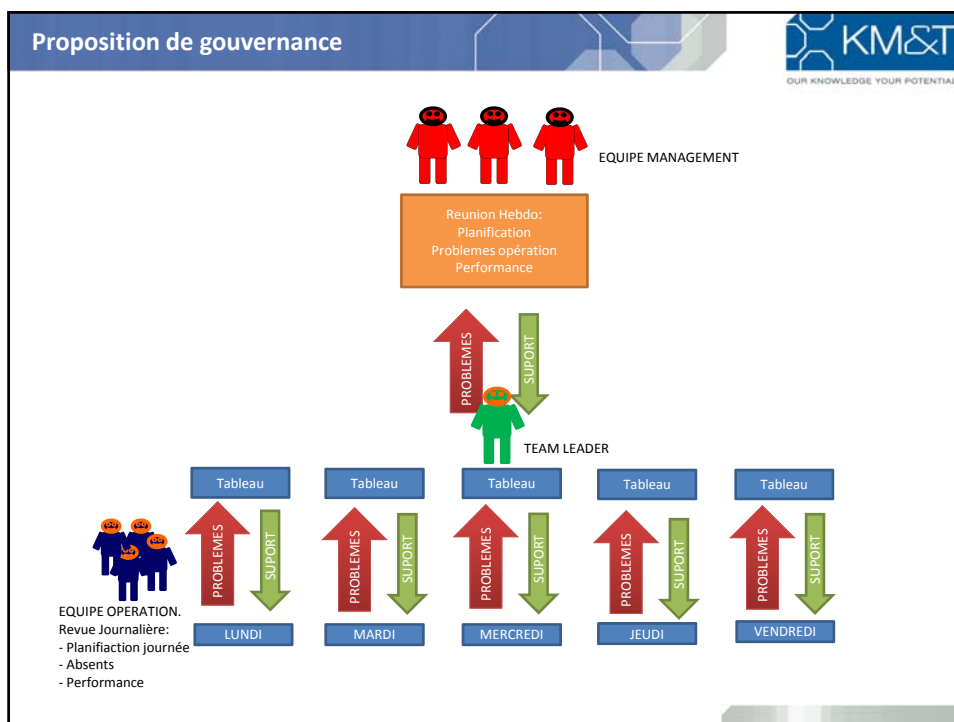 Proposition de gouvernance
KM&T
OUR KNOWLEDGE YOUR POTENTIAL
EQUIPE MANAGEMENT
Reunion Hebdo:
Planification
Problemes opération
Performance
PROBLEMES
SUPORT
TEAM LEADER
Tableau
Tableau
Tableau
Tableau
Tableau
PROBLEMES
SUPORT
PROBLEMES
SUPORT
PROBLEMES
SUPORT
PROBLEMES
SUPORT
PROBLEMES
SUPORT
EQUIPE OPERATION.
Revue Journalière:
- Planifiaction journée
- Absents
- Performance
LUNDI
MARDI
MERCREDI
JEUDI
VENDREDI